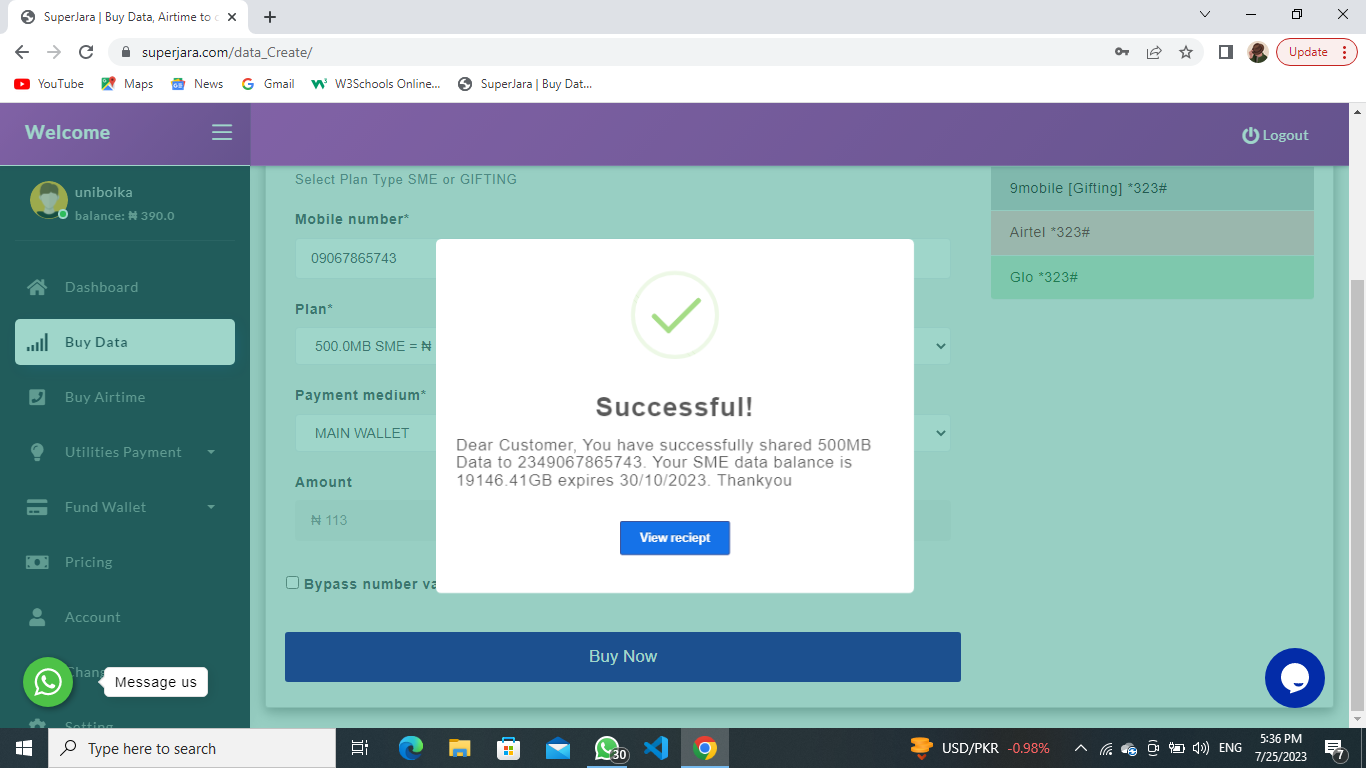 SuperJara | Buy Data, Airtime to c
superjara.com/data_Create/
Update
YouTube
Maps
News
Gmail
W3Schools Online...
SuperJara | Buy Dat...
Welcome
Logout
uniboika
balance: ₦ 390.0
Dashboard
Buy Data
Buy Airtime
Utilities Payment
Fund Wallet
Pricing
Account
Chang
Setting
Message us
Select Plan Type SME or GIFTING
Mobile number*
09067865743
Plan*
500.0MB SME = ₦
Payment medium*
MAIN WALLET
Amount
₦ 113
Bypass number va
Buy Now
9mobile [Gifting] *323#
Airtel *323#
Glo *323#
Successful!
Dear Customer, You have successfully shared 500MB
Data to 2349067865743. Your SME data balance is
19146.41GB expires 30/10/2023. Thankyou
View reciept
Type here to search
30
USD/PKR -0.98%
ENG
5:36 PM
7/25/2023
7